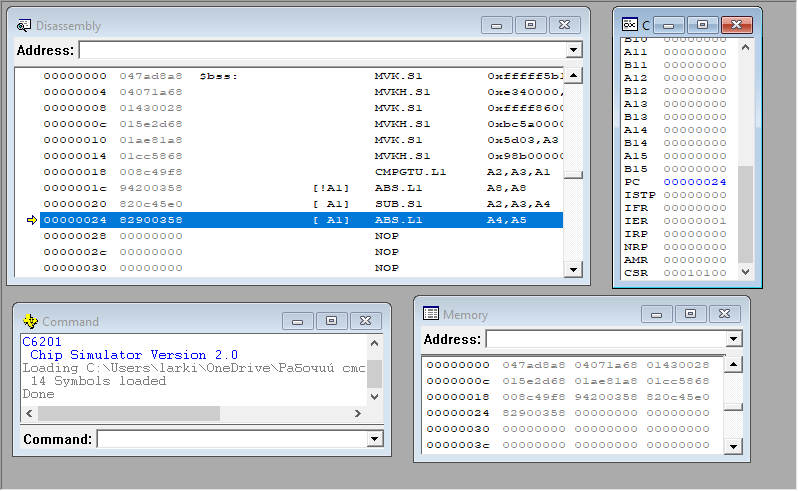 Disassembly
Address:
00000000 047ad8a8 $bss: MVK.S1 0xfffff5b1
00000004 04071a68 MVKH.S1 0xe340000,
00000008 01430028 MVK.S1 0xffff8600
0000000c 015e2d68 MVKH.S1 0xbc5a0000
00000010 01ae81a8 MVK.S1 0x5d03,A3
00000014 01cc5868 MVKH.S1 0x98b00000
00000018 008c49f8 CMPGTU.L1 A2,A3,A1
0000001c 94200358 [!A1] ABS.L1 A8,A8
00000020 820c45e0 [ A1] SUB.S1 A2,A3,A4
00000024 82900358 [ A1] ABS.L1 A4,A5
00000028 00000000 NOP
0000002c 00000000 NOP
00000030 00000000 NOP
C
B10 00000000
A11 00000000
B11 00000000
A12 00000000
B12 00000000
A13 00000000
B13 00000000
A14 00000000
B14 00000000
A15 00000000
B15 00000000
PC 00000024
ISTP 00000000
IFR 00000000
IER 00000001
IRP 00000000
NRP 00000000
AMR 00000000
CSR 00010100
Command
C6201
Chip Simulator Version 2.0
Loading C:\Users\larki\OneDrive\Рабочий стс
14 Symbols loaded
Done
Command:
Memory
Address:
00000000 047ad8a8 04071a68 01430028
0000000c 015e2d68 01ae81a8 01cc5868
00000018 008c49f8 94200358 820c45e0
00000024 82900358 00000000 00000000
00000030 00000000 00000000 00000000
0000003c 00000000 00000000 00000000